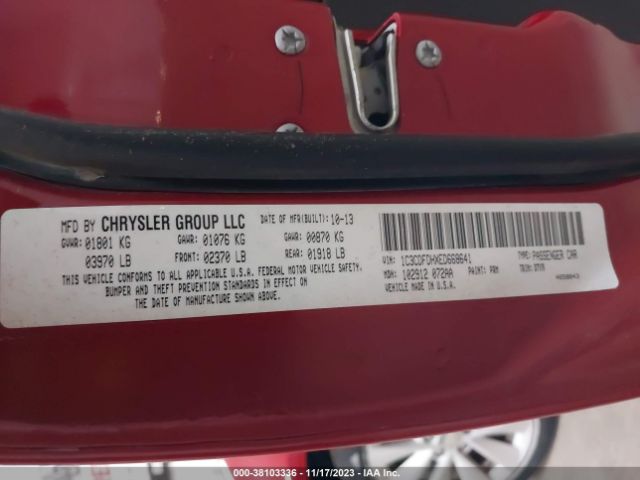 MFD BY CHRYSLER GROUP LLC DATE OF MFR(BUILT): 10-13
GVWR: 01801 KG GAWR: 01076 KG GAWR: 00870 KG
03970 LB FRONT: 02370 LB REAR: 01918 LB
THIS VEHICLE CONFORMS TO ALL APPLICABLE U.S.A. FEDERAL MOTOR VEHICLE SAFETY,
BUMPER AND THEFT PREVENTION STANDARDS IN EFFECT ON
THE DATE OF MANUFACTURE SHOWN ABOVE.
VIN: 1C3CDFDHXED668641 TYPE: PASSENGER CAR
MDH: 102912 072AA PAINT: PRM TRIM:
VEHICLE MADE IN U.S.A.
© 38103336 - 11/17/2023 - IAA Inc.